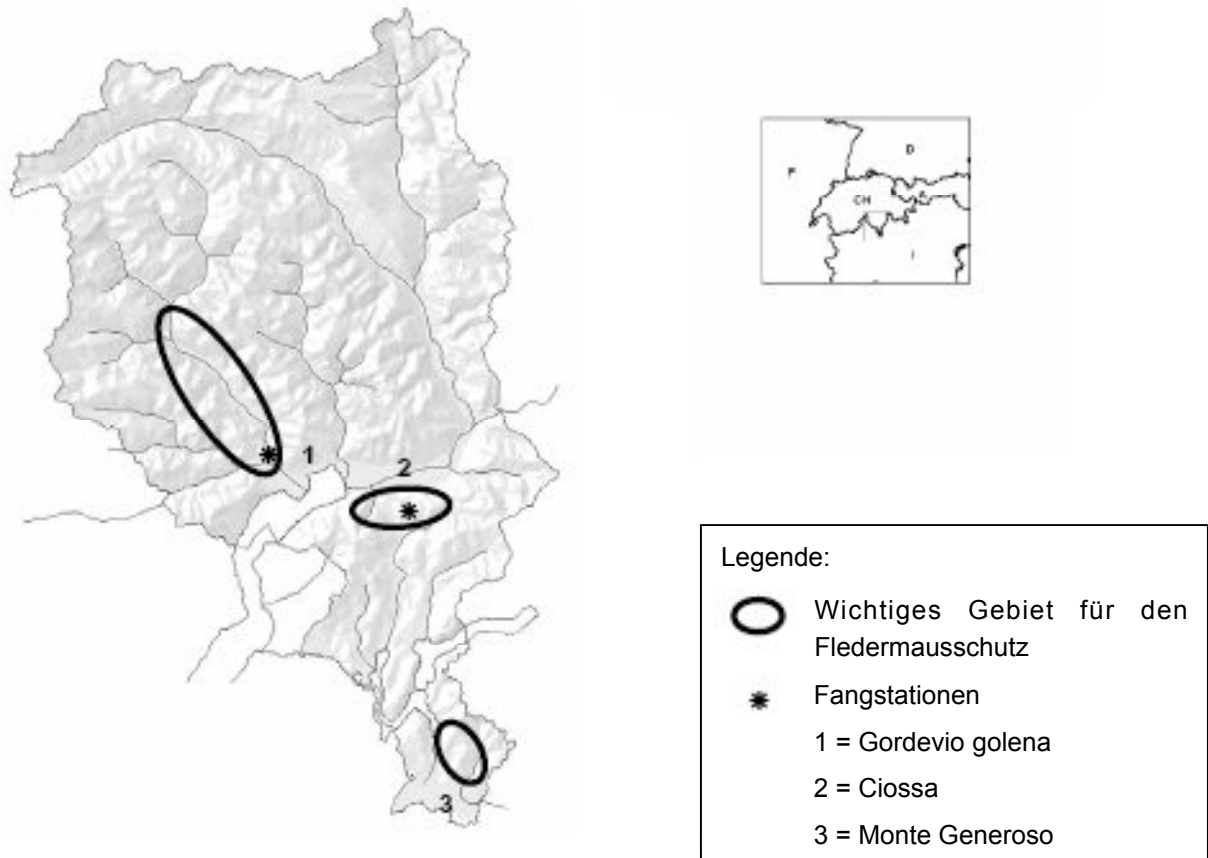 F
D
CH
A
I
1
2
3
Legende:
Wichtiges Gebiet für den
Fledermausschutz
Fangstationen
1 = Gordevio golena
2 = Ciossa
3 = Monte Generoso